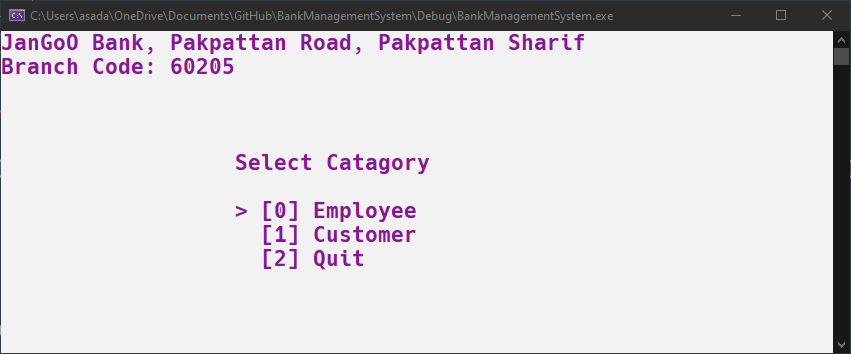 C:\Users\asada\OneDrive\Documents\GitHub\BankManagementSystem\Debug\BankManagementSystem.exe
JanGoO Bank, Pakpattan Road, Pakpattan Sharif
Branch Code: 60205
Select Catagory
> [0] Employee
[1] Customer
[2] Quit